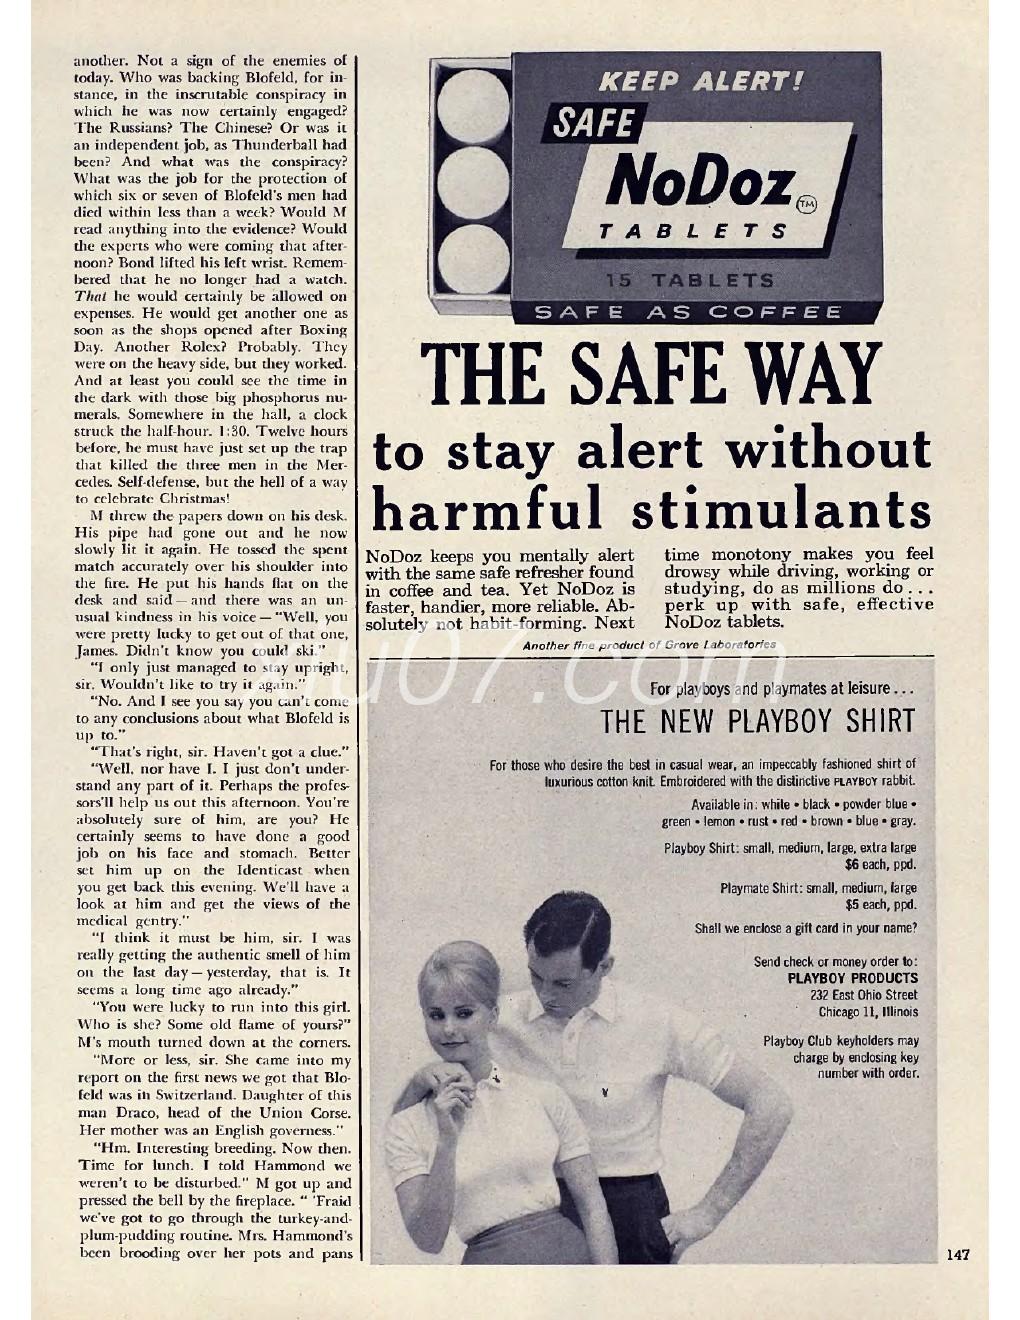 another. Not a sign of the enemies of
today. Who was backing Blofeld, for in-
stance, in the inscrutable conspiracy in
which he was now certainly engaged?
The Russians? The Chinese? Or was it
an independent job, as Thunderball had
been? And what was the conspiracy?
What was the job for the protection of
which six or seven of Blofeld's men had
died within less than a week? Would M
read anything into the evidence? Would
the experts who were coming that after-
noon? Bond lifted his left wrist. Remem-
bered that he no longer had a watch.
That he would certainly be allowed on
expenses. He would get another one as
soon as the shops opened after Boxing
Day. Another Rolex? Probably. They
were on the heavy side, but they worked.
And at least you could see the time in
the dark with those big phosphorus nu-
merals. Somewhere in the hall, a clock
struck the half-hour. 1:30. Twelve hours
before, he must have just set up the trap
that killed the three men in the Mer-
cedes. Self-defense, but the hell of a way
to celebrate Christmas!
M threw the papers down on his desk.
His pipe had gone out and he now
slowly lit it again. He tossed the spent
match accurately over his shoulder into
the fire. He put his hands flat on the
desk and said — and there was an un-
usual kindness in his voice — "Well, you
were pretty lucky to get out of that one,
James. Didn't know you could ski."
"I only just managed to stay upright,
sir. Wouldn't like to try it again."
"No. And I see you say you can't come
to any conclusions about what Blofeld is
up to."
"That's right, sir. Haven't got a clue."
"Well, nor have I. I just don't under-
stand any part of it. Perhaps the profes-
sors'll help us out this afternoon. You're
absolutely sure of him, are you? He
certainly seems to have done a good
job on his face and stomach. Better
set him up on the Identicast when
you get back this evening. We'll have a
look at him and get the views of the
medical gentry."
"I think it must be him, sir. I was
really getting the authentic smell of him
on the last day — yesterday, that is. It
seems a long time ago already."
"You were lucky to run into this girl.
Who is she? Some old flame of yours?"
M's mouth turned down at the corners.
"More or less, sir. She came into my
report on the first news we got that Blo-
feld was in Switzerland. Daughter of this
man Draco, head of the Union Corse.
Her mother was an English governess."
"Hm. Interesting breeding. Now then.
Time for lunch. I told Hammond we
weren't to be disturbed." M got up and
pressed the bell by the fireplace. " 'Fraid
we've got to go through the turkey-and-
plum-pudding routine. Mrs. Hammond's
been brooding over her pots and pans
KEEP ALERT!
SAFE
NoDoz TM
TABLETS
15 TABLETS
SAFE AS COFFEE
THE SAFE WAY
to stay alert without
harmful stimulants
NoDoz keeps you mentally alert
with the same safe refresher found
in coffee and tea. Yet NoDoz is
faster, handier, more reliable. Ab-
solutely not habit-forming. Next
time monotony makes you feel
drowsy while driving, working or
studying, do as millions do . . .
perk up with safe, effective
NoDoz tablets.
Another fine product of Grove Laboratories
For playboys and playmates at leisure . . .
THE NEW PLAYBOY SHIRT
For those who desire the best in casual wear, an impeccably fashioned shirt of
luxurious cotton knit. Embroidered with the distinctive PLAYBOY rabbit.
Available in: white • black • powder blue •
green • lemon • rust • red • brown • blue • gray.
Playboy Shirt: small, medium, large, extra large
$6 each, ppd.
Playmate Shirt: small, medium, large
$5 each, ppd.
Shall we enclose a gift card in your name?
Send check or money order to:
PLAYBOY PRODUCTS
232 East Ohio Street
Chicago 11, Illinois
Playboy Club keyholders may
charge by enclosing key
number with order.
147